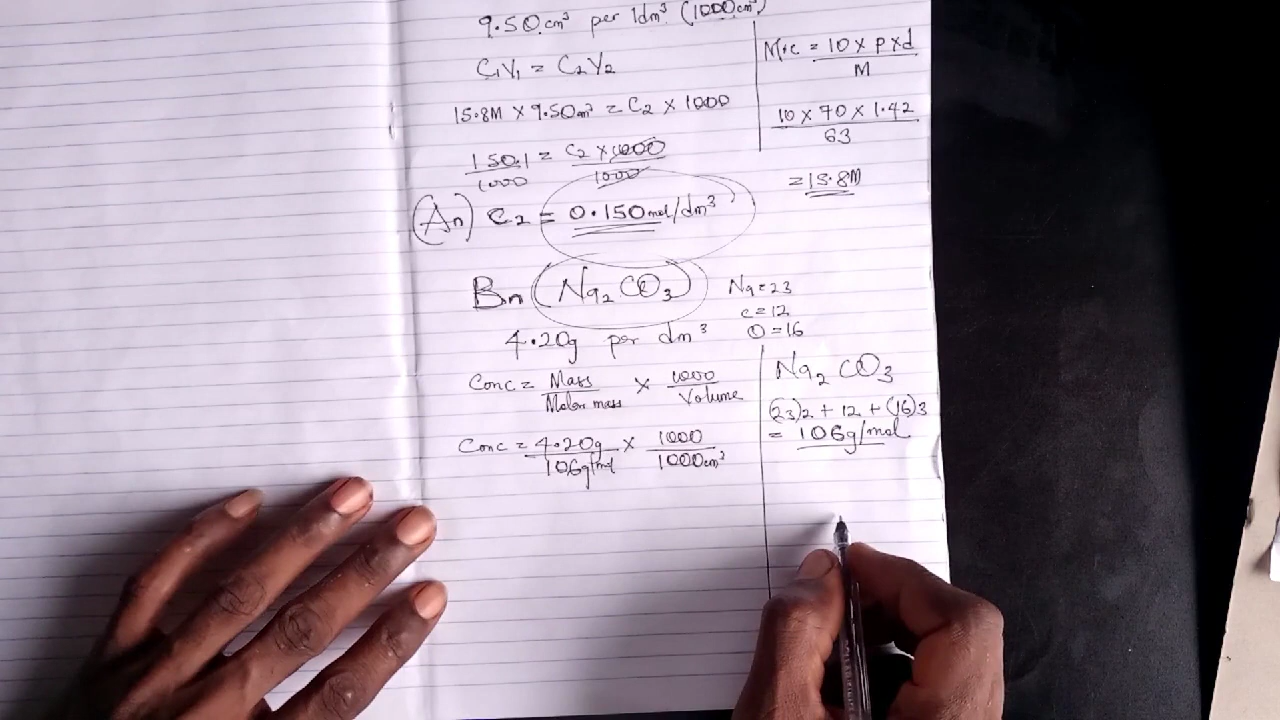 9.50cm³ per 1dm³ (1000cm³)
C₁V₁ = C₂V₂
15.8M × 9.50m³ = C₂ × 1000
150.1 = C₂ × 1000
1000 1000
(An) C₂ = 0.150mol/dm³
M·c = 10 × p × d
M
10 × 70 × 1.42
63
= 15.8M
Bn (Na₂CO₃)
Na = 23
c = 12
O = 16
4.20g per dm³
Conc = Mass × 1000
Molar mass Volume
Conc = 4.20g × 1000
106g/mol 1000cm³
Na₂CO₃
(23)2 + 12 + (16)3
= 106g/mol